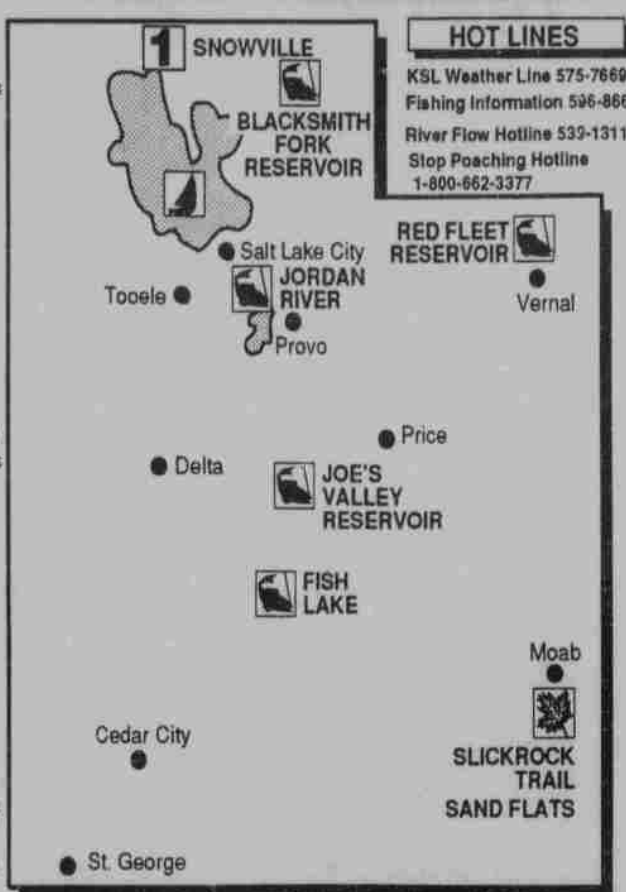 1 SNOWVILLE
BLACKSMITH
FORK
RESERVOIR
HOT LINES
KSL Weather Line 575-7669
Fishing Information 596-866
River Flow Hotline 539-1311
Stop Poaching Hotline
1-800-662-3377
RED FLEET
RESERVOIR
Vernal
Salt Lake City
JORDAN
RIVER
Tooele
Provo
Price
Delta
JOE'S
VALLEY
RESERVOIR
FISH
LAKE
Moab
SLICKROCK
TRAIL
SAND FLATS
Cedar City
St. George